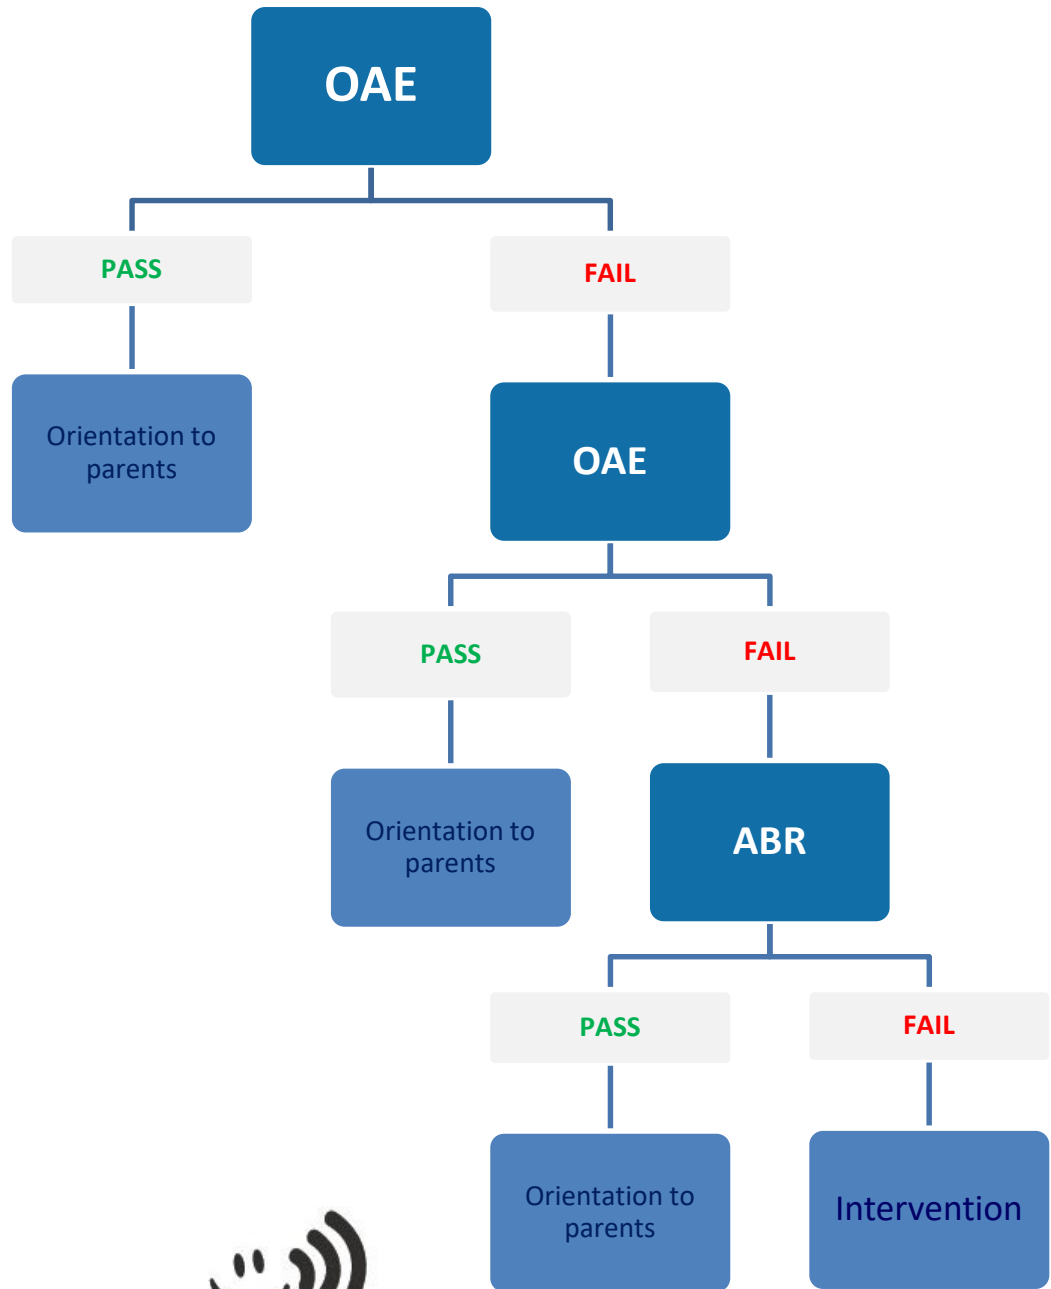 OAE
PASS
FAIL
Orientation to
parents
OAE
PASS
FAIL
Orientation to
parents
ABR
PASS
FAIL
Orientation to
parents
Intervention